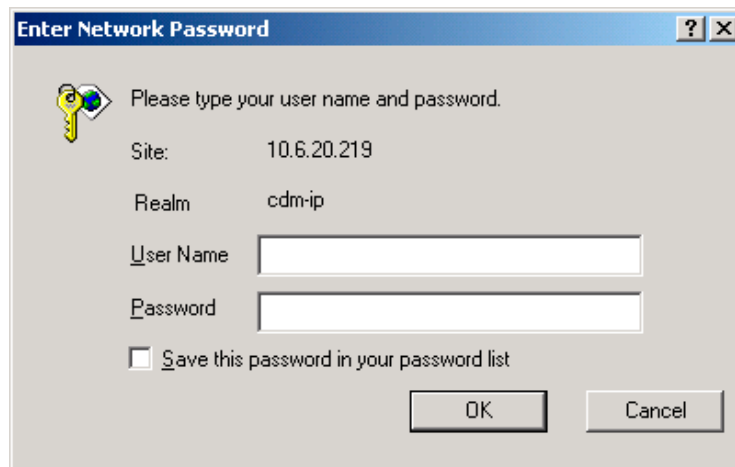 Enter Network Password
Please type your user name and password.
Site: 10.6.20.219
Realm cdm-ip
User Name
Password
Save this password in your password list
OK Cancel